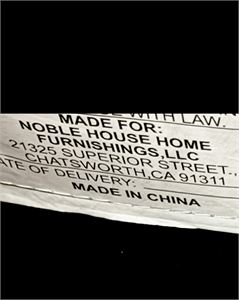 WITH LAW.
MADE FOR:
NOBLE HOUSE HOME
FURNISHINGS,LLC
21325 SUPERIOR STREET.,
CHATSWORTH,CA 91311
ATE OF DELIVERY:
MADE IN CHINA